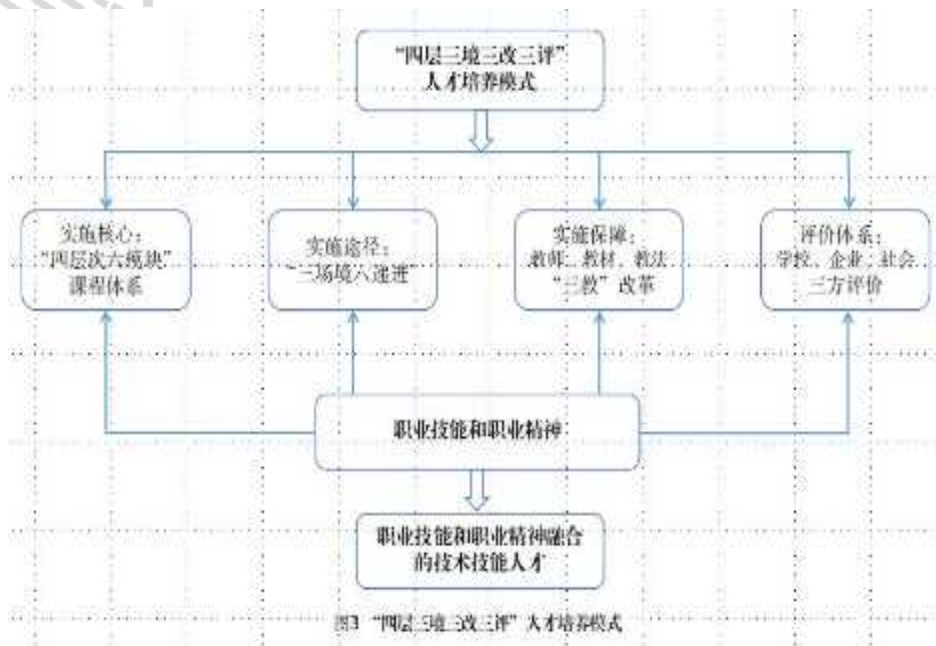 “四层三境三改三评”
人才培养模式
实施核心：
“四层次六模块”
课程体系
实施途径：
“三场境六递进”
实施保障：
教师、教材、教法
“三教”改革
评价体系：
学校、企业、社会
三方评价
职业技能和职业精神
职业技能和职业精神融合
的技术技能人才
图3 “四层三境三改三评”人才培养模式